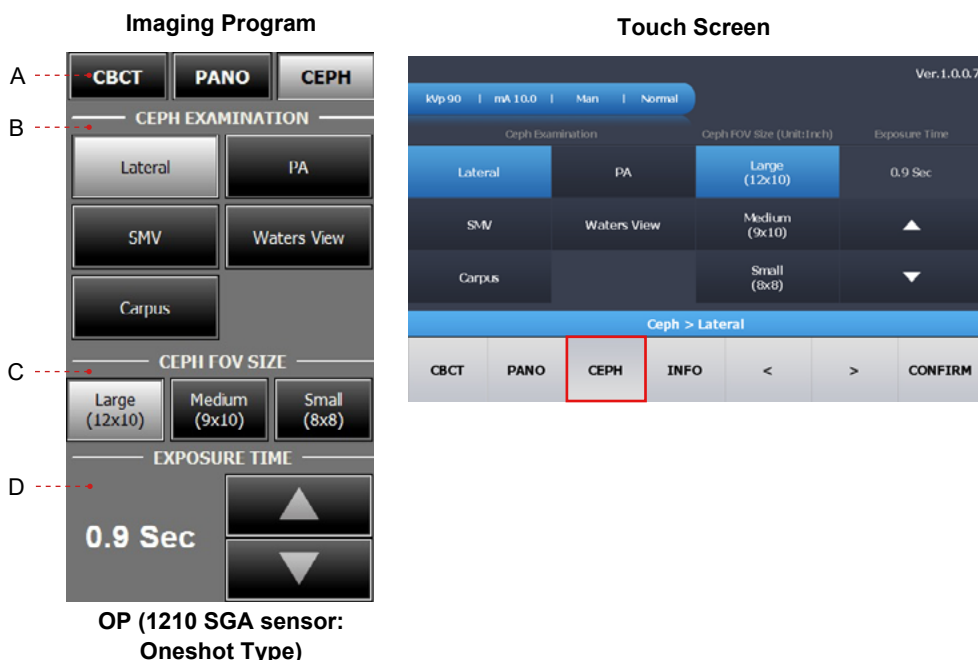 Imaging Program
Touch Screen
A
CBCT PANO CEPH
B
CEPH EXAMINATION
Lateral PA
SMV Waters View
Carpus
C
CEPH FOV SIZE
Large Medium Small
(12x10) (9x10) (8x8)
EXPOSURE TIME
D
0.9 Sec
OP (1210 SGA sensor:
Oneshot Type)
Ver.1.0.0.7
kVp 90 | mA 10.0 | Man | Normal
Ceph Examination Ceph FOV Size (Unit:Inch) Exposure Time
Lateral PA Large 0.9 Sec
(12x10)
SMV Waters View Medium
(9x10)
Carpus Small
(8x8)
Ceph > Lateral
CBCT PANO CEPH INFO < > CONFIRM